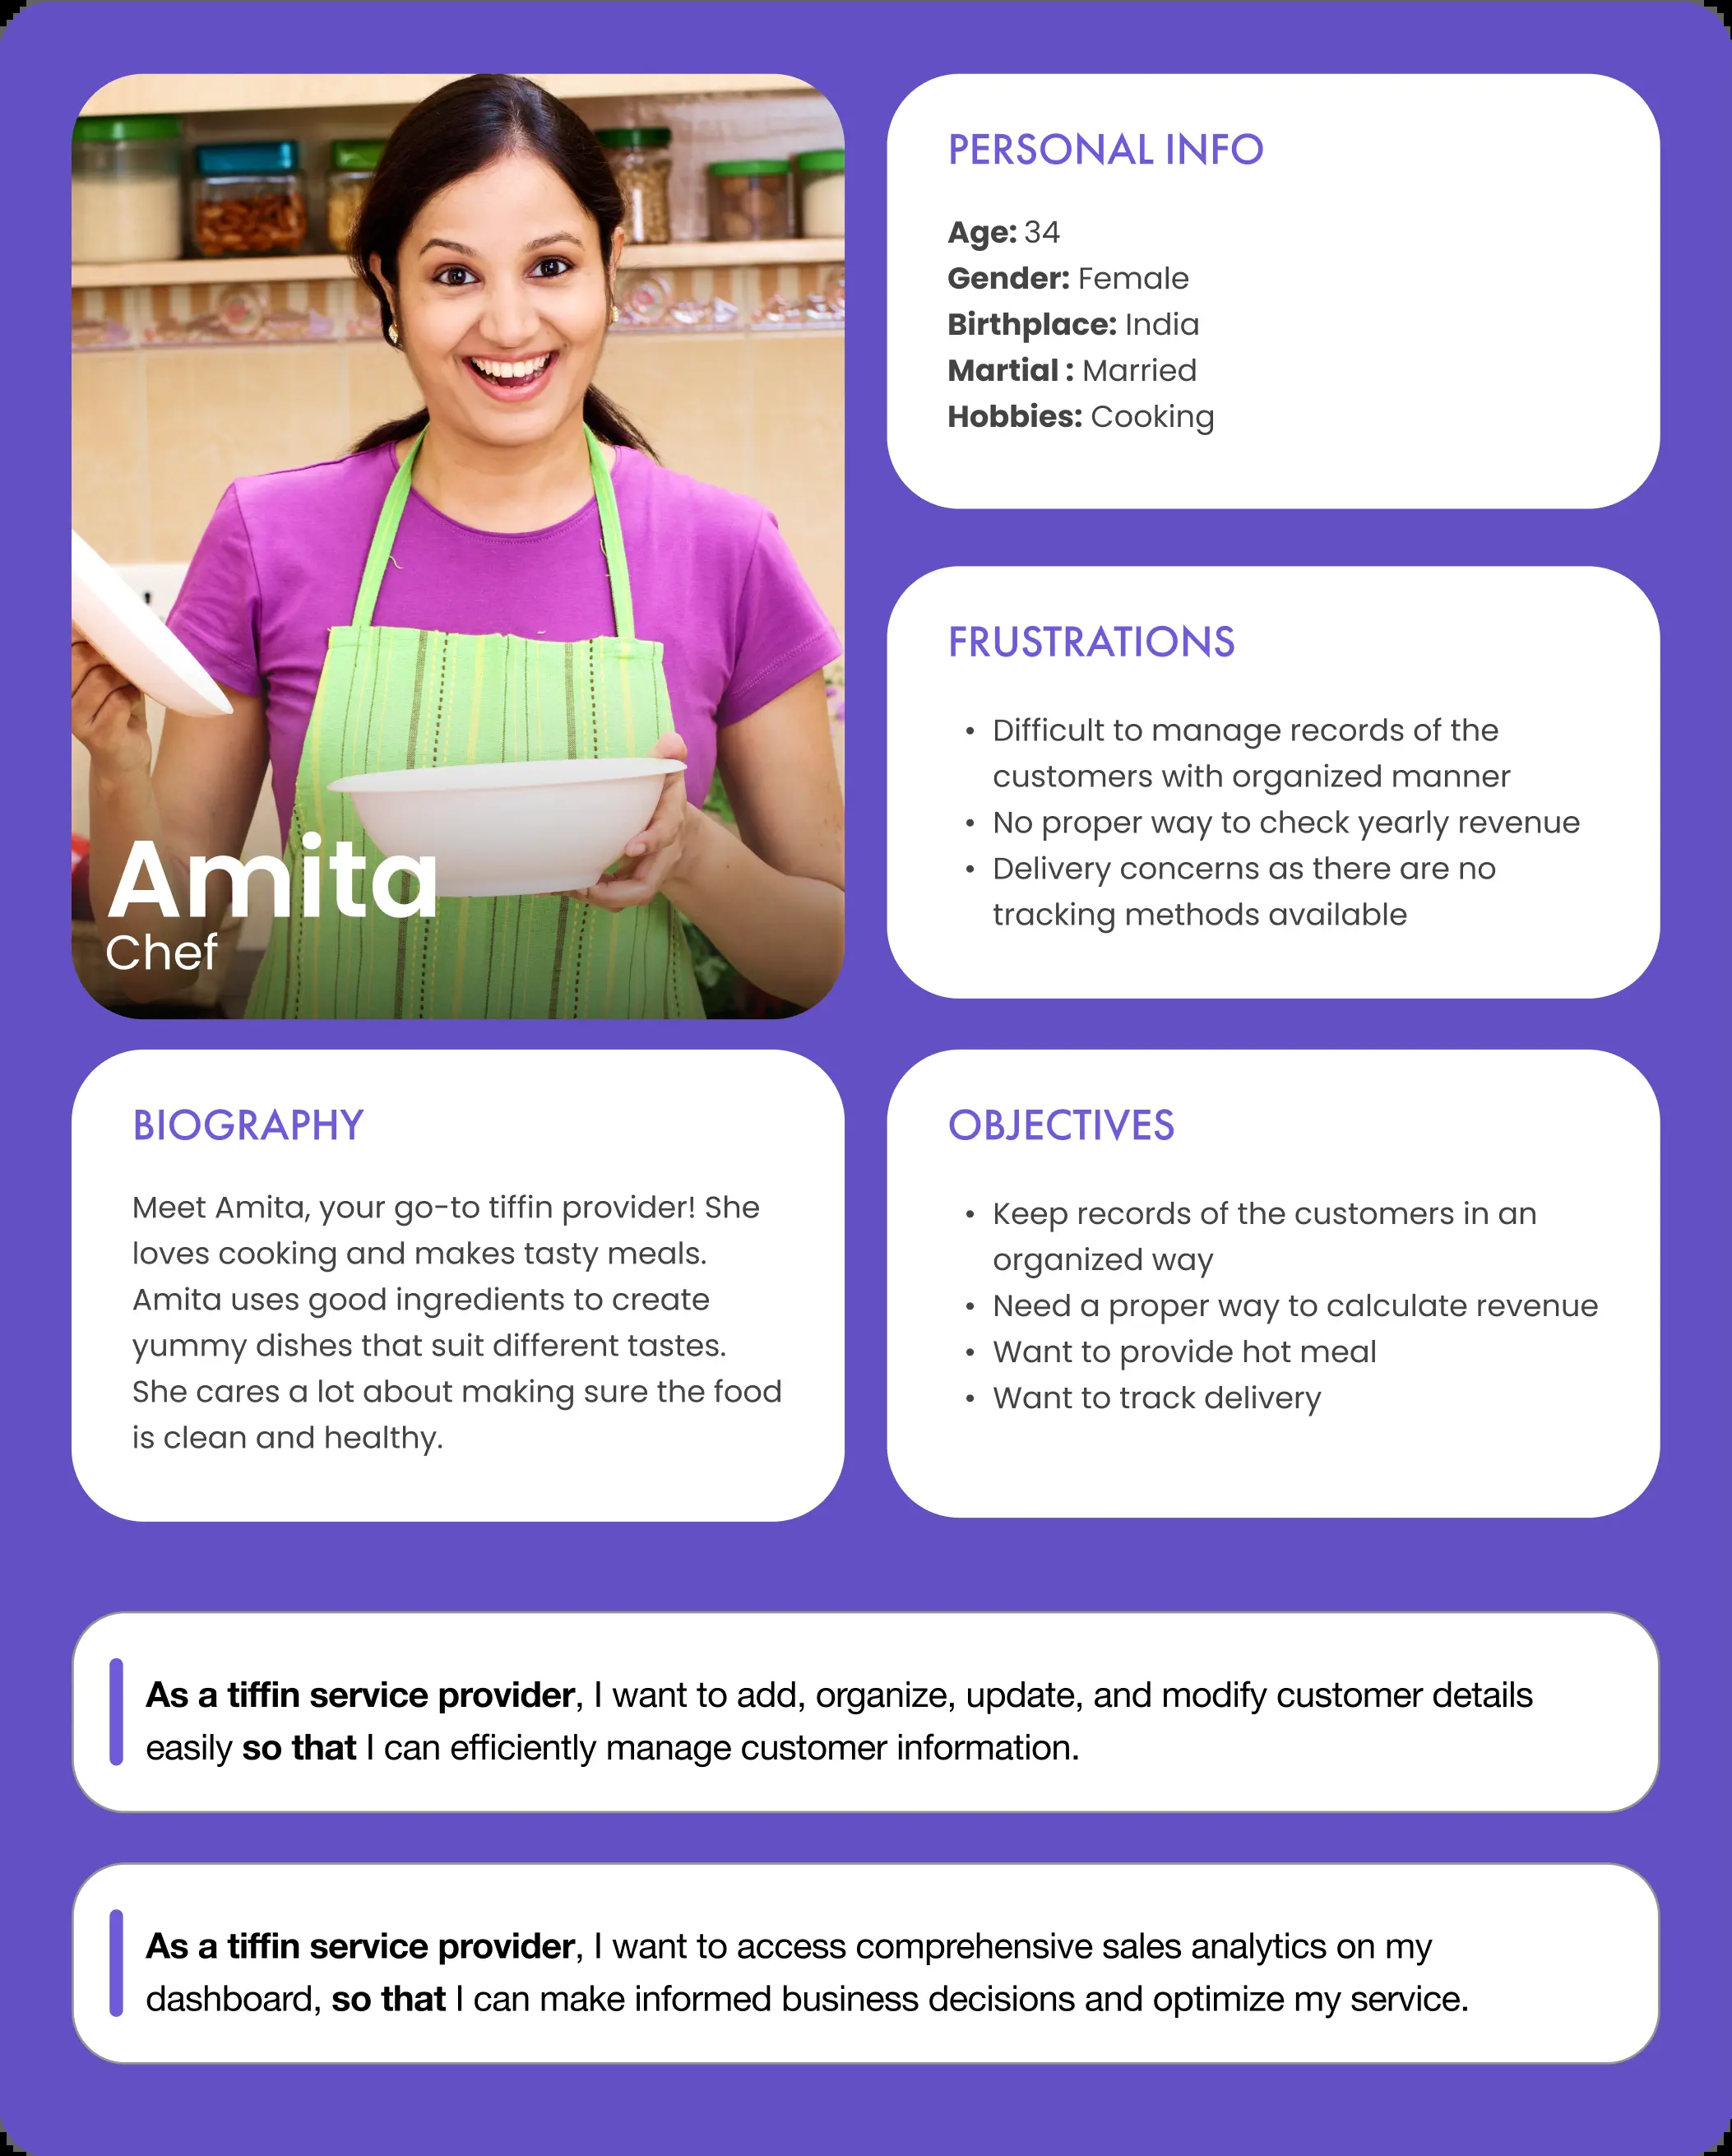 Amita
Chef
PERSONAL INFO
Age: 34
Gender: Female
Birthplace: India
Martial : Married
Hobbies: Cooking
FRUSTRATIONS
• Difficult to manage records of the
customers with organized manner
• No proper way to check yearly revenue
• Delivery concerns as there are no
tracking methods available
BIOGRAPHY
Meet Amita, your go-to tiffin provider! She
loves cooking and makes tasty meals.
Amita uses good ingredients to create
yummy dishes that suit different tastes.
She cares a lot about making sure the food
is clean and healthy.
OBJECTIVES
• Keep records of the customers in an
organized way
• Need a proper way to calculate revenue
• Want to provide hot meal
• Want to track delivery
As a tiffin service provider, I want to add, organize, update, and modify customer details
easily so that I can efficiently manage customer information.
As a tiffin service provider, I want to access comprehensive sales analytics on my
dashboard, so that I can make informed business decisions and optimize my service.